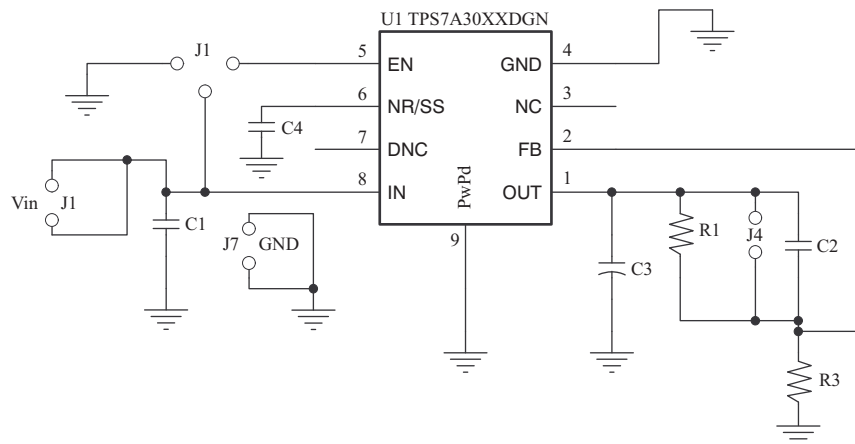 U1 TPS7A30XXDGN
J1
5
EN
GND
4
6
NR/SS
NC
3
C4
7
DNC
FB
2
8
IN
OUT
1
PwPd
9
Vin
J1
C1
J7
GND
C3
R1
J4
C2
R3